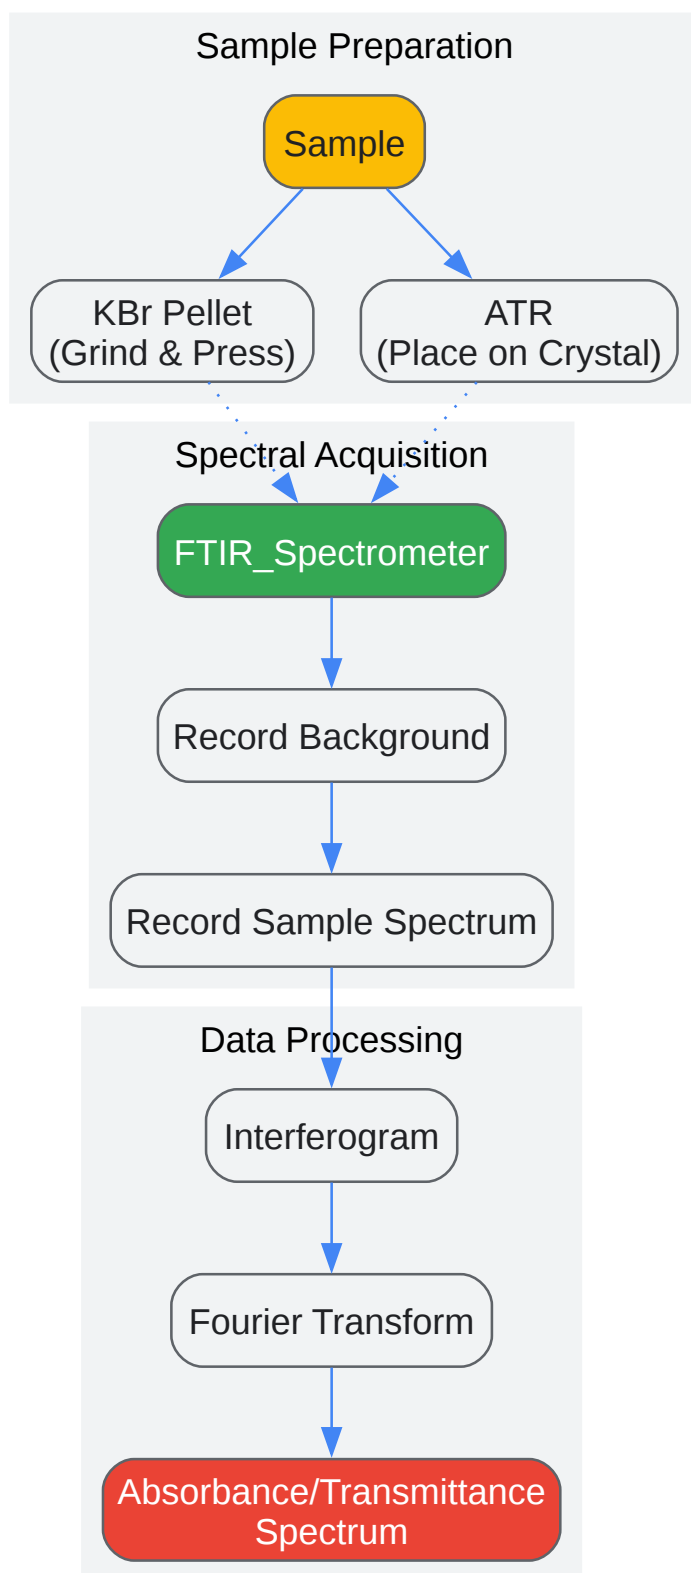 Sample Preparation
Sample
KBr Pellet
(Grind & Press)
ATR
(Place on Crystal)
Spectral Acquisition
FTIR_Spectrometer
Record Background
Record Sample Spectrum
Data Processing
Interferogram
Fourier Transform
Absorbance/Transmittance
Spectrum